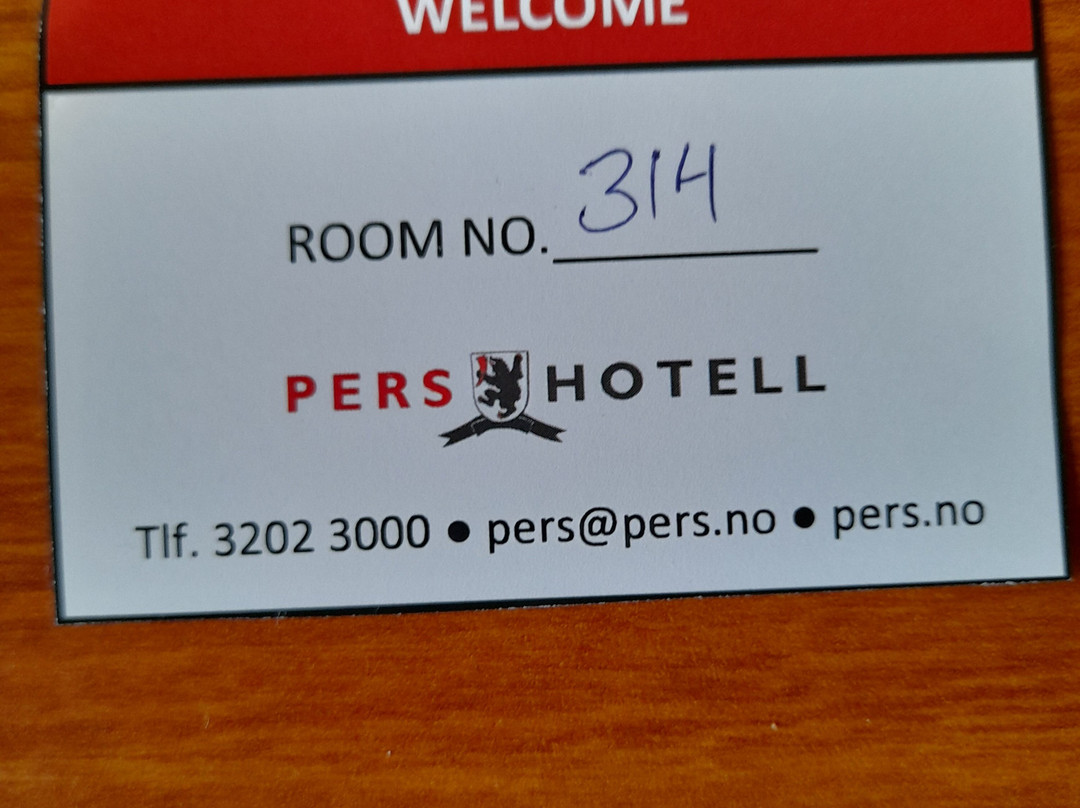 WELCOME
ROOM NO. 314
PERS HOTELL
Tlf. 3202 3000 • pers@pers.no • pers.no